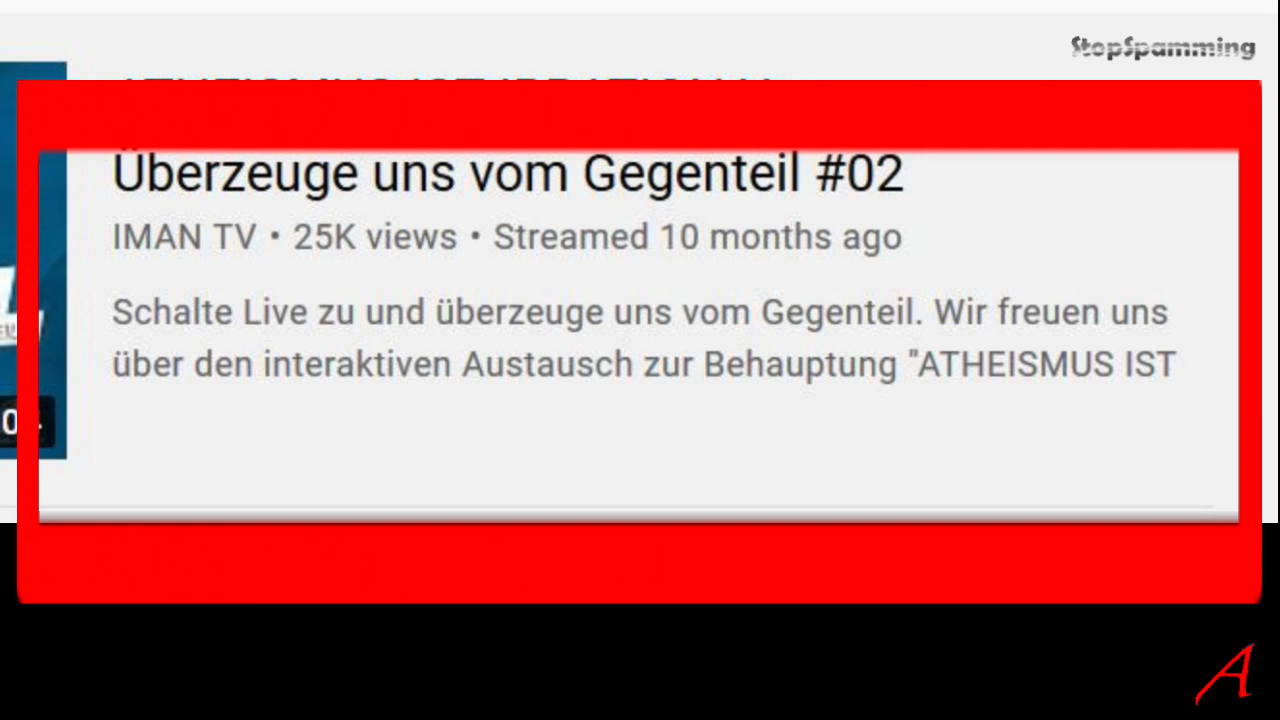 StopSpamming
Überzeuge uns vom Gegenteil #02
IMAN TV • 25K views • Streamed 10 months ago
Schalte Live zu und überzeuge uns vom Gegenteil. Wir freuen uns
über den interaktiven Austausch zur Behauptung "ATHEISMUS IST
A